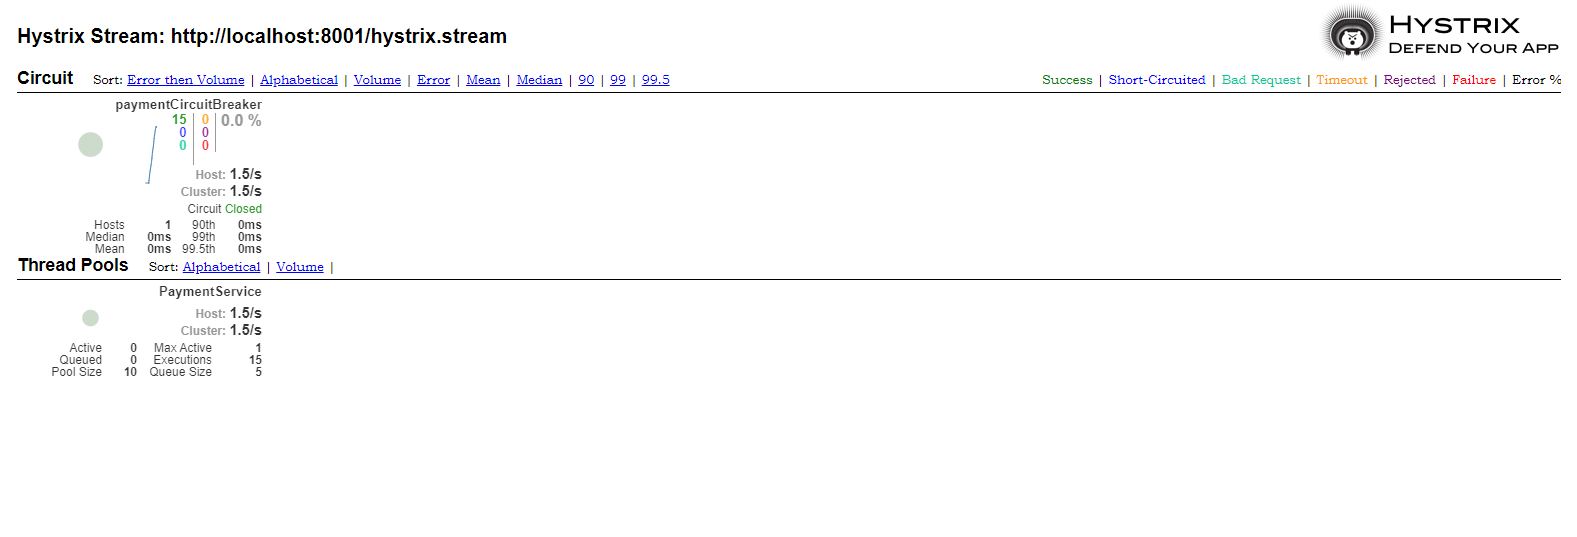 Hystrix Stream: http://localhost:8001/hystrix.stream
HYSTRIX
DEFEND YOUR APP
Circuit Sort: Error then Volume | Alphabetical | Volume | Error | Mean | Median | 90 | 99 | 99.5 Success | Short-Circuited | Bad Request | Timeout | Rejected | Failure | Error %
paymentCircuitBreaker
15 0 0.0 %
0 0
0 0
Host: 1.5/s
Cluster: 1.5/s
Circuit Closed
Hosts 1 90th 0ms
Median 0ms 99th 0ms
Mean 0ms 99.5th 0ms
Thread Pools Sort: Alphabetical | Volume |
PaymentService
Host: 1.5/s
Cluster: 1.5/s
Active 0 Max Active 1
Queued 0 Executions 15
Pool Size 10 Queue Size 5